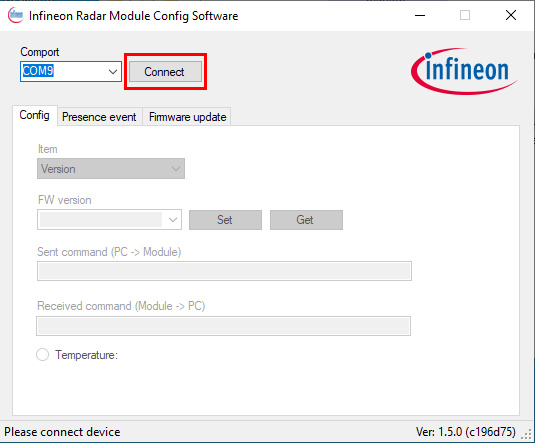 Infineon Radar Module Config Software
Comport
COM9
Connect
infineon
Config
Presence event
Firmware update
Item
Version
FW version
Set
Get
Sent command (PC -> Module)
Received command (Module -> PC)
Temperature:
Please connect device
Ver: 1.5.0 (c196d75)